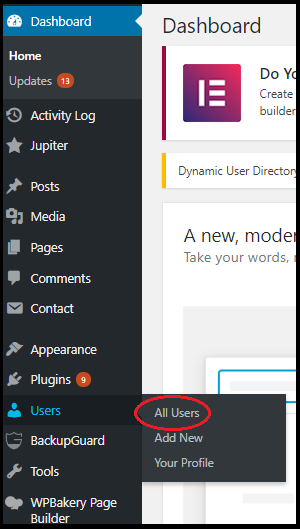 Dashboard
Home
Updates 13
Activity Log
Jupiter
Posts
Media
Pages
Comments
Contact
Appearance
Plugins 9
Users
BackupGuard
Tools
WPBakery Page
Builder
All Users
Add New
Your Profile
Dashboard
Do Yo
Create
builder
Dynamic User Directory
A new, moder
Take your words,